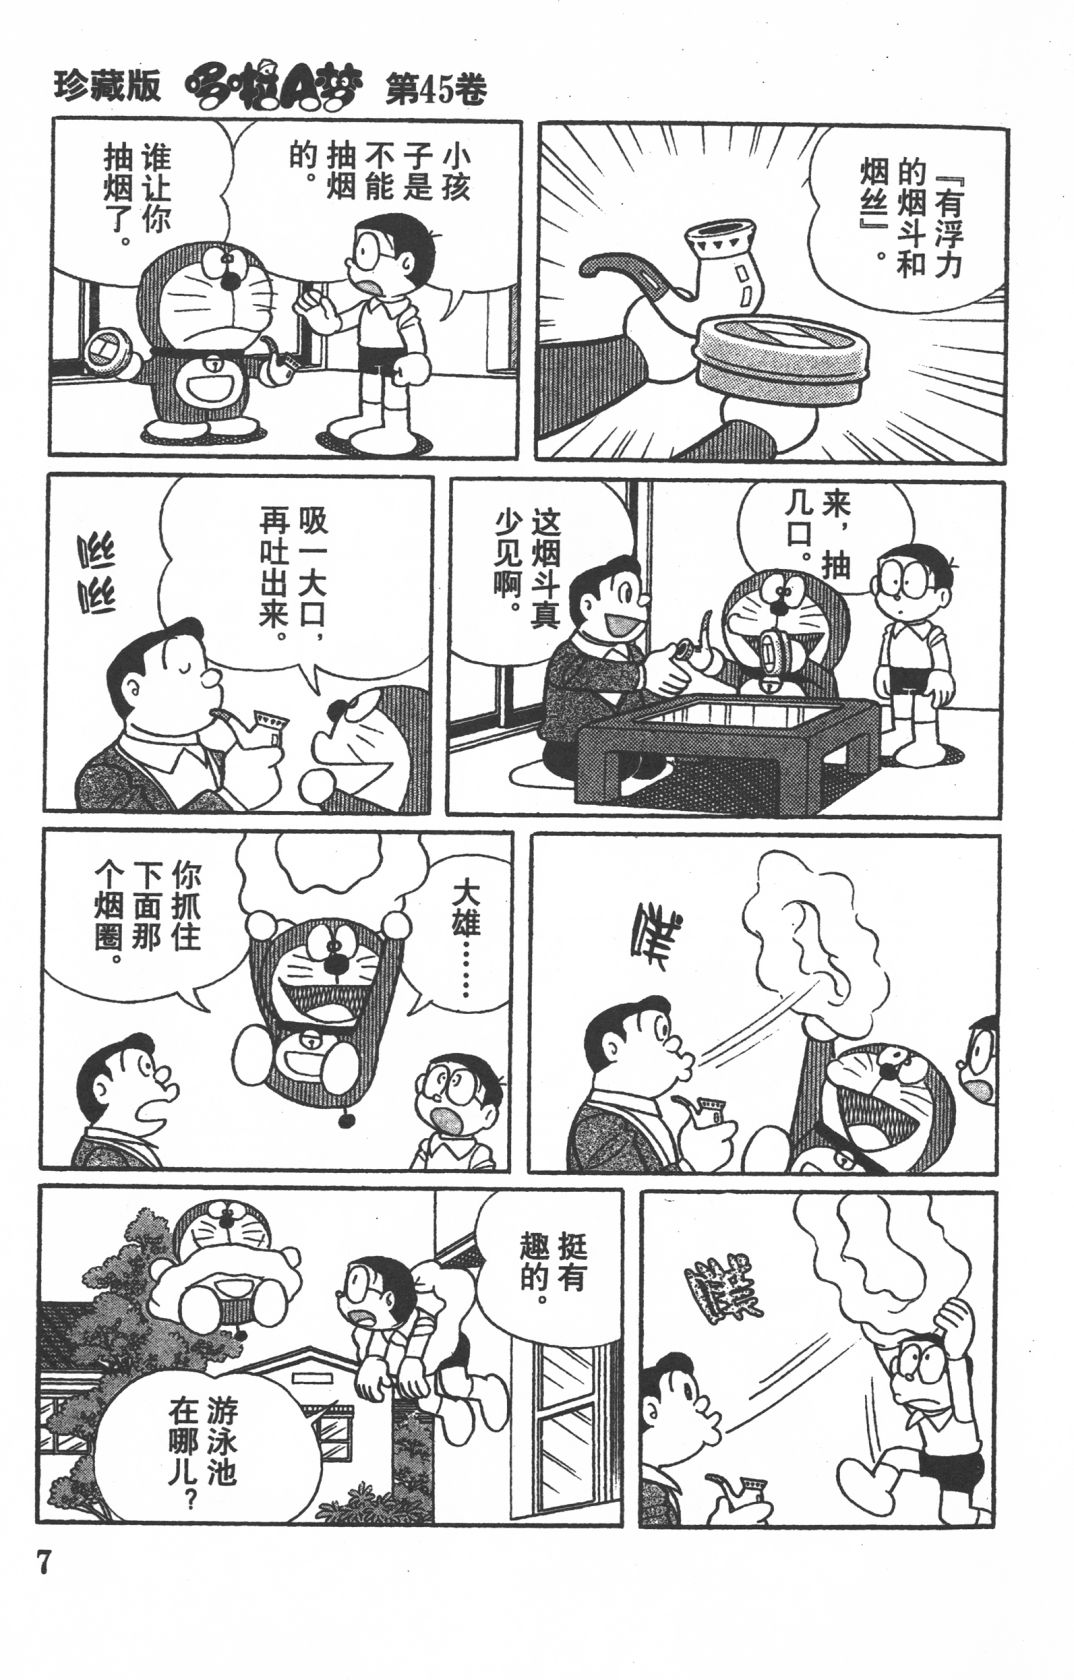 珍藏版 哆啦A梦 第45卷
『有浮力
的烟斗和
烟丝』。
小孩
子是
不能
抽烟
的。
谁让你
抽烟了。
来，抽
几口。
这烟斗真
少见啊。
吸一大口，
再吐出来。
大雄……
你抓住
下面那
个烟圈。
挺有
趣的。
游泳池
在哪儿？
7